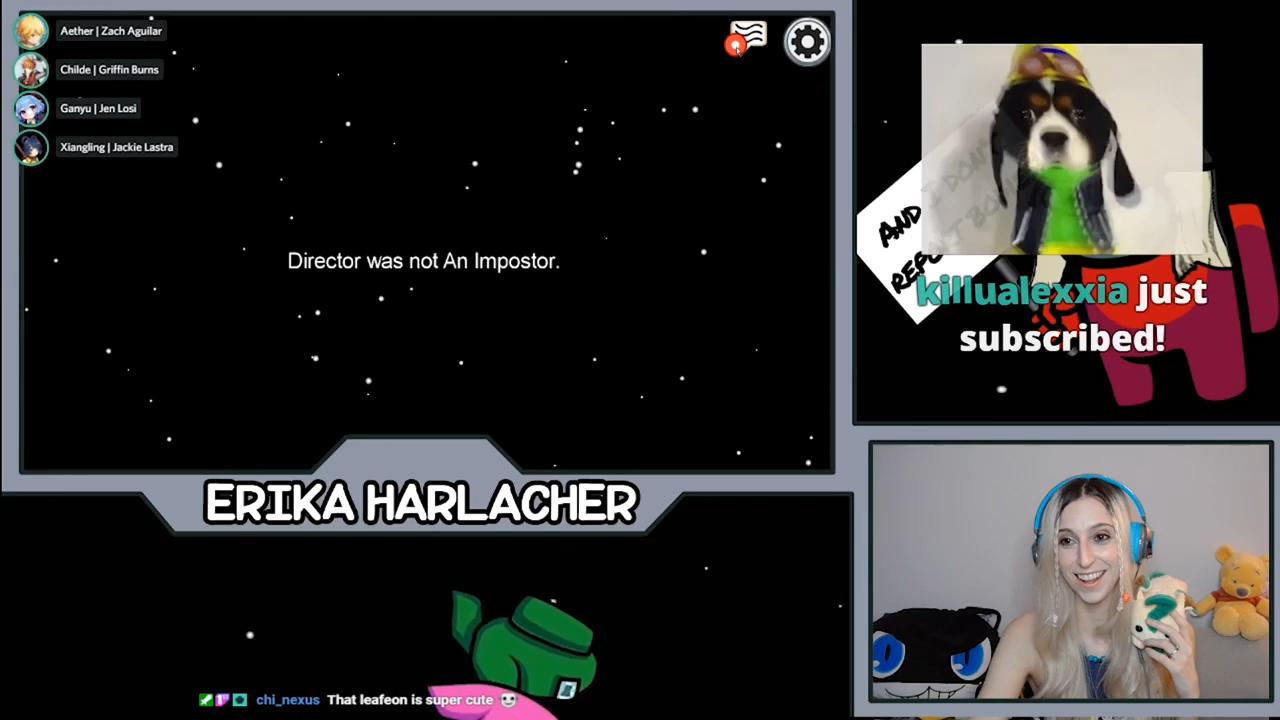 Aether | Zach Aguilar
Childe | Griffin Burns
Ganyu | Jen Losi
Xiangling | Jackie Lastra
Director was not An Impostor.
AND I DON'T
killualexxia just
subscribed!
ERIKA HARLACHER
chi_nexus That leafeon is super cute